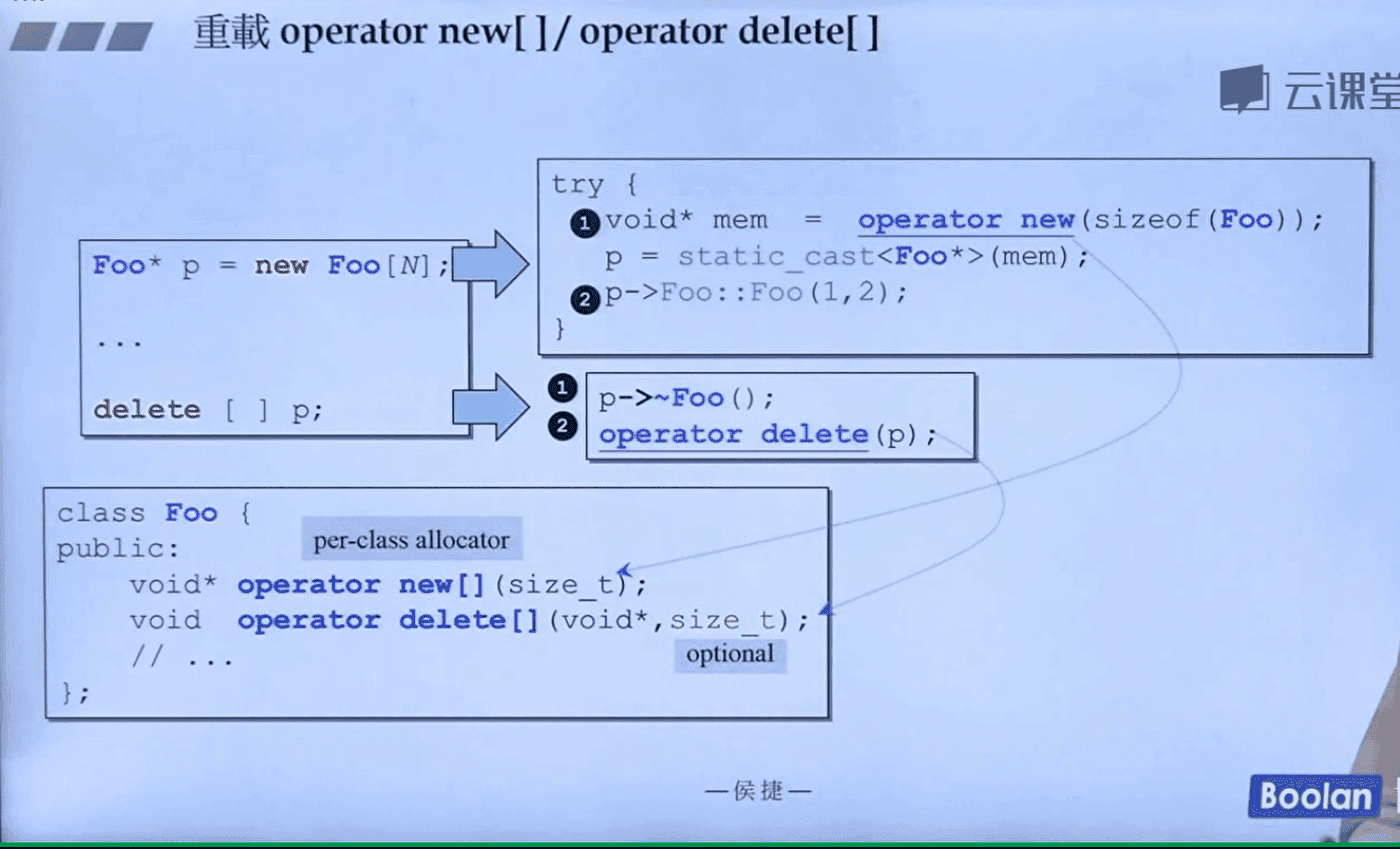 重載 operator new[ ]/ operator delete[ ]
云课堂
Foo* p = new Foo[N];
...
delete [ ] p;
try {
❶void* mem = operator new(sizeof(Foo));
p = static_cast<Foo*>(mem);
❷p->Foo::Foo(1,2);
}
❶ p->~Foo();
❷ operator delete(p);
class Foo {
public:
per-class allocator
void* operator new[](size_t);
void operator delete[](void*,size_t);
// ...
optional
};
—侯捷—
Boolan